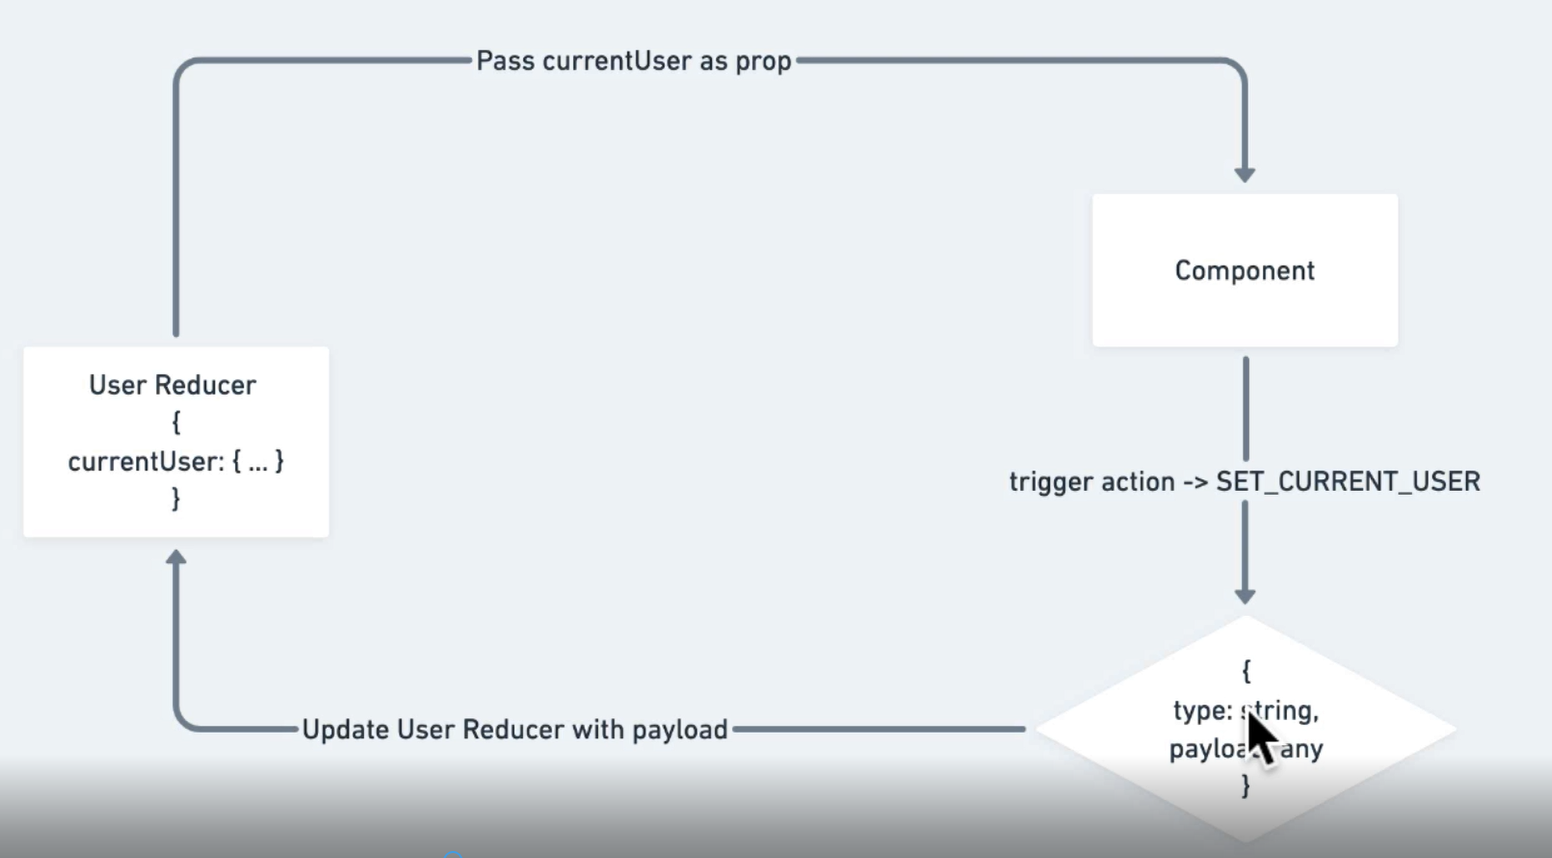 Pass currentUser as prop
Component
User Reducer
{
currentUser: { ... }
}
trigger action -> SET_CURRENT_USER
{
type: string,
any
}
Update User Reducer with payload